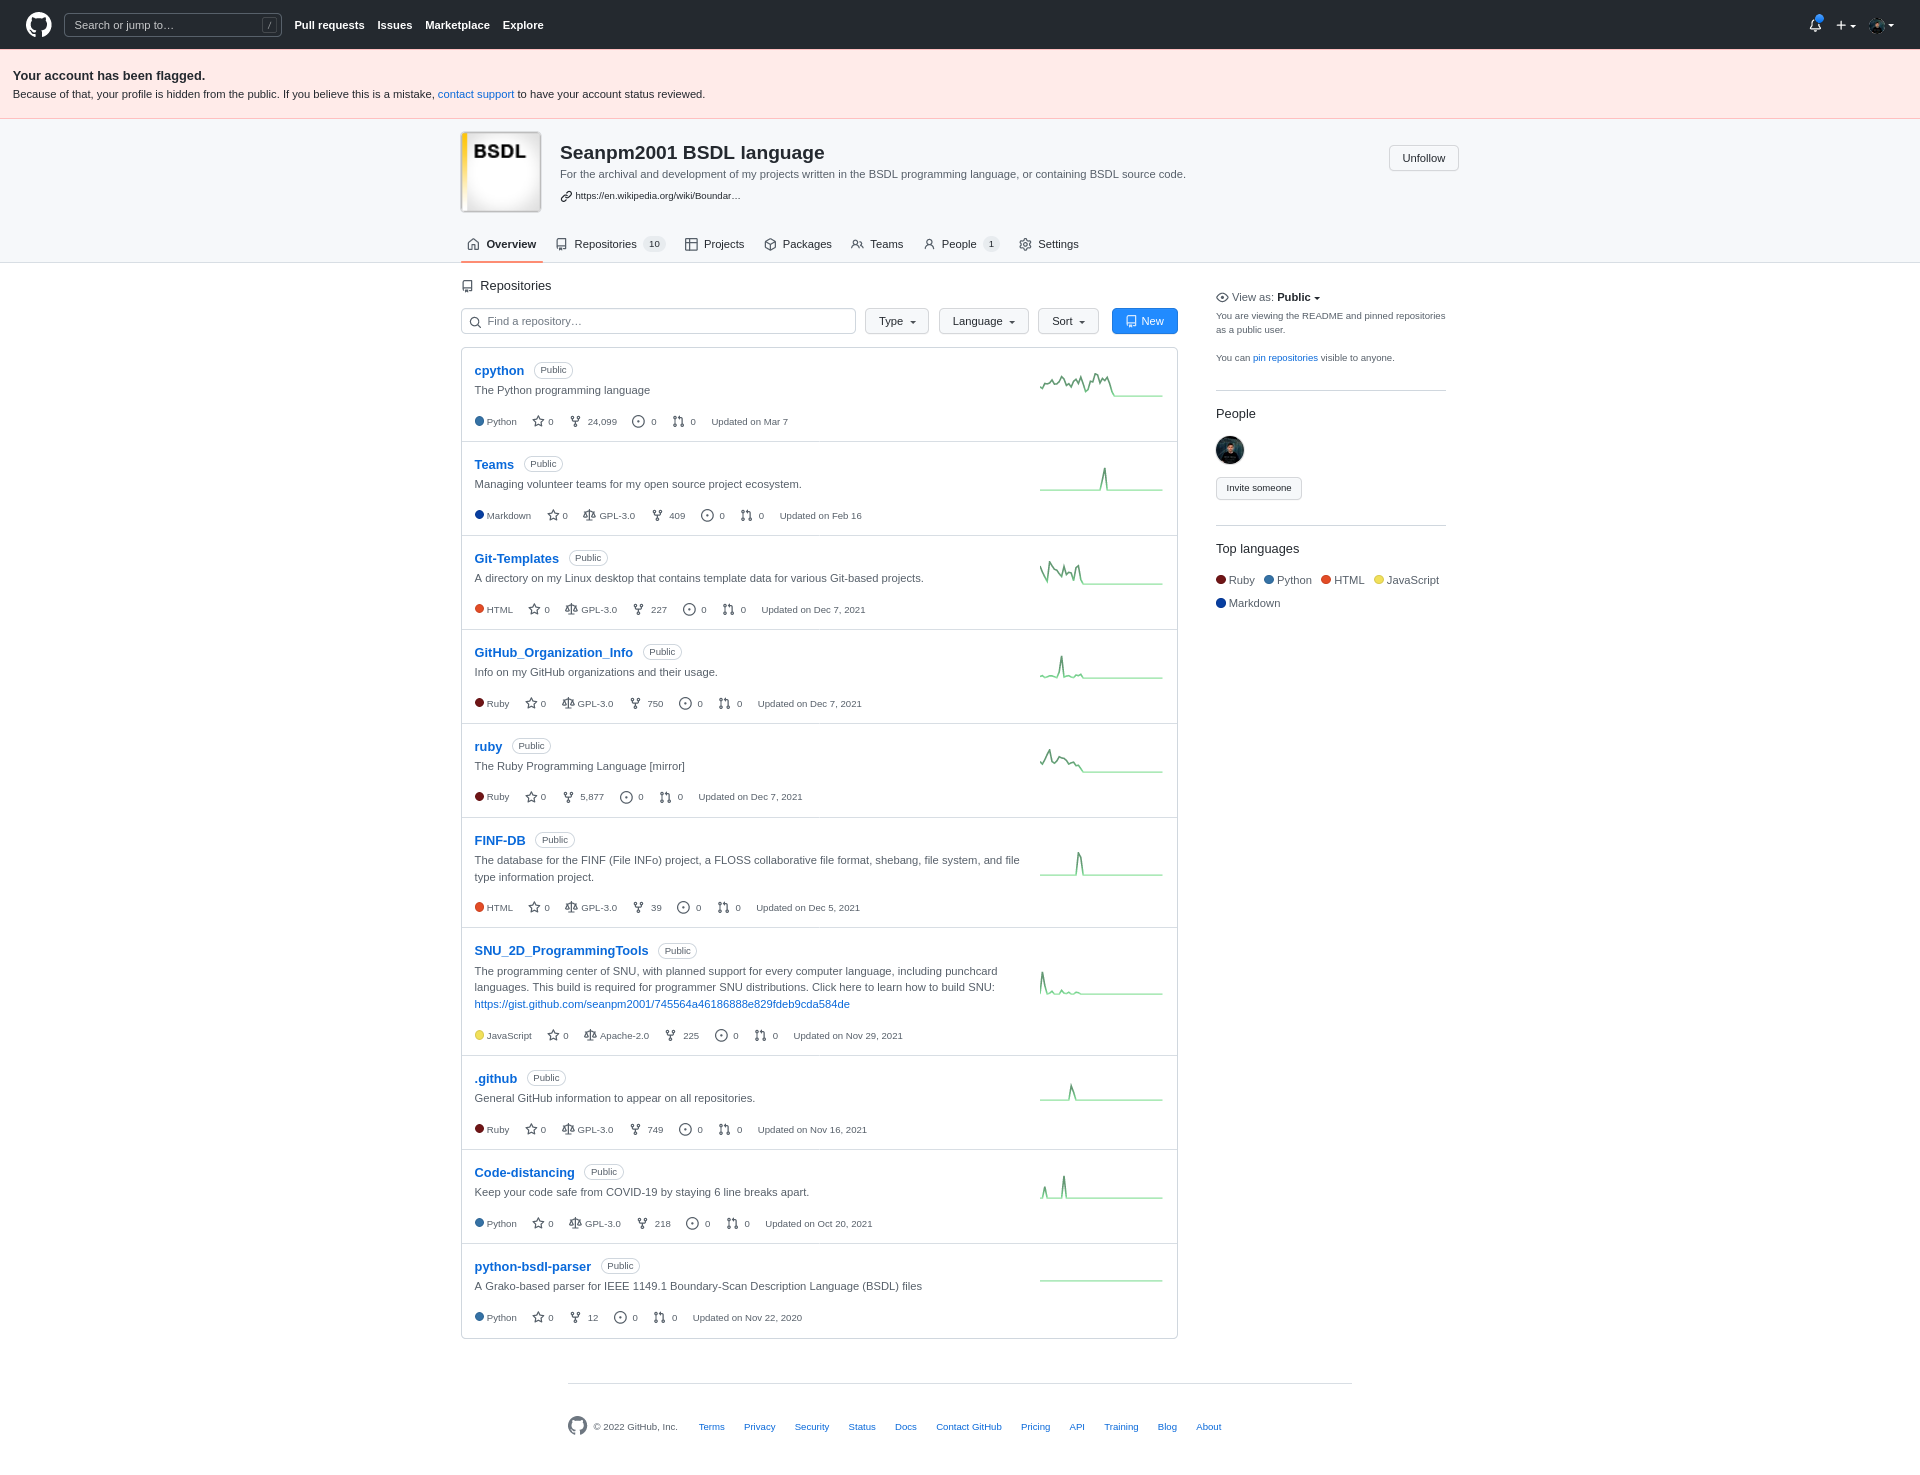 Search or jump to…
/
Pull requests Issues Marketplace Explore
Your account has been flagged.
Because of that, your profile is hidden from the public. If you believe this is a mistake, contact support to have your account status reviewed.
BSDL
Seanpm2001 BSDL language
For the archival and development of my projects written in the BSDL programming language, or containing BSDL source code.
https://en.wikipedia.org/wiki/Boundar…
Unfollow
Overview Repositories 10 Projects Packages Teams People 1 Settings
Repositories
Find a repository… Type Language Sort New
cpython Public
The Python programming language
Python 0 24,099 0 0 Updated on Mar 7
Teams Public
Managing volunteer teams for my open source project ecosystem.
Markdown 0 GPL-3.0 409 0 0 Updated on Feb 16
Git-Templates Public
A directory on my Linux desktop that contains template data for various Git-based projects.
HTML 0 GPL-3.0 227 0 0 Updated on Dec 7, 2021
GitHub_Organization_Info Public
Info on my GitHub organizations and their usage.
Ruby 0 GPL-3.0 750 0 0 Updated on Dec 7, 2021
ruby Public
The Ruby Programming Language [mirror]
Ruby 0 5,877 0 0 Updated on Dec 7, 2021
FINF-DB Public
The database for the FINF (File INFo) project, a FLOSS collaborative file format, shebang, file system, and file
type information project.
HTML 0 GPL-3.0 39 0 0 Updated on Dec 5, 2021
SNU_2D_ProgrammingTools Public
The programming center of SNU, with planned support for every computer language, including punchcard
languages. This build is required for programmer SNU distributions. Click here to learn how to build SNU:
https://gist.github.com/seanpm2001/745564a46186888e829fdeb9cda584de
JavaScript 0 Apache-2.0 225 0 0 Updated on Nov 29, 2021
.github Public
General GitHub information to appear on all repositories.
Ruby 0 GPL-3.0 749 0 0 Updated on Nov 16, 2021
Code-distancing Public
Keep your code safe from COVID-19 by staying 6 line breaks apart.
Python 0 GPL-3.0 218 0 0 Updated on Oct 20, 2021
python-bsdl-parser Public
A Grako-based parser for IEEE 1149.1 Boundary-Scan Description Language (BSDL) files
Python 0 12 0 0 Updated on Nov 22, 2020
View as: Public
You are viewing the README and pinned repositories
as a public user.
You can pin repositories visible to anyone.
People
Invite someone
Top languages
Ruby Python HTML JavaScript
Markdown
© 2022 GitHub, Inc. Terms Privacy Security Status Docs Contact GitHub Pricing API Training Blog About